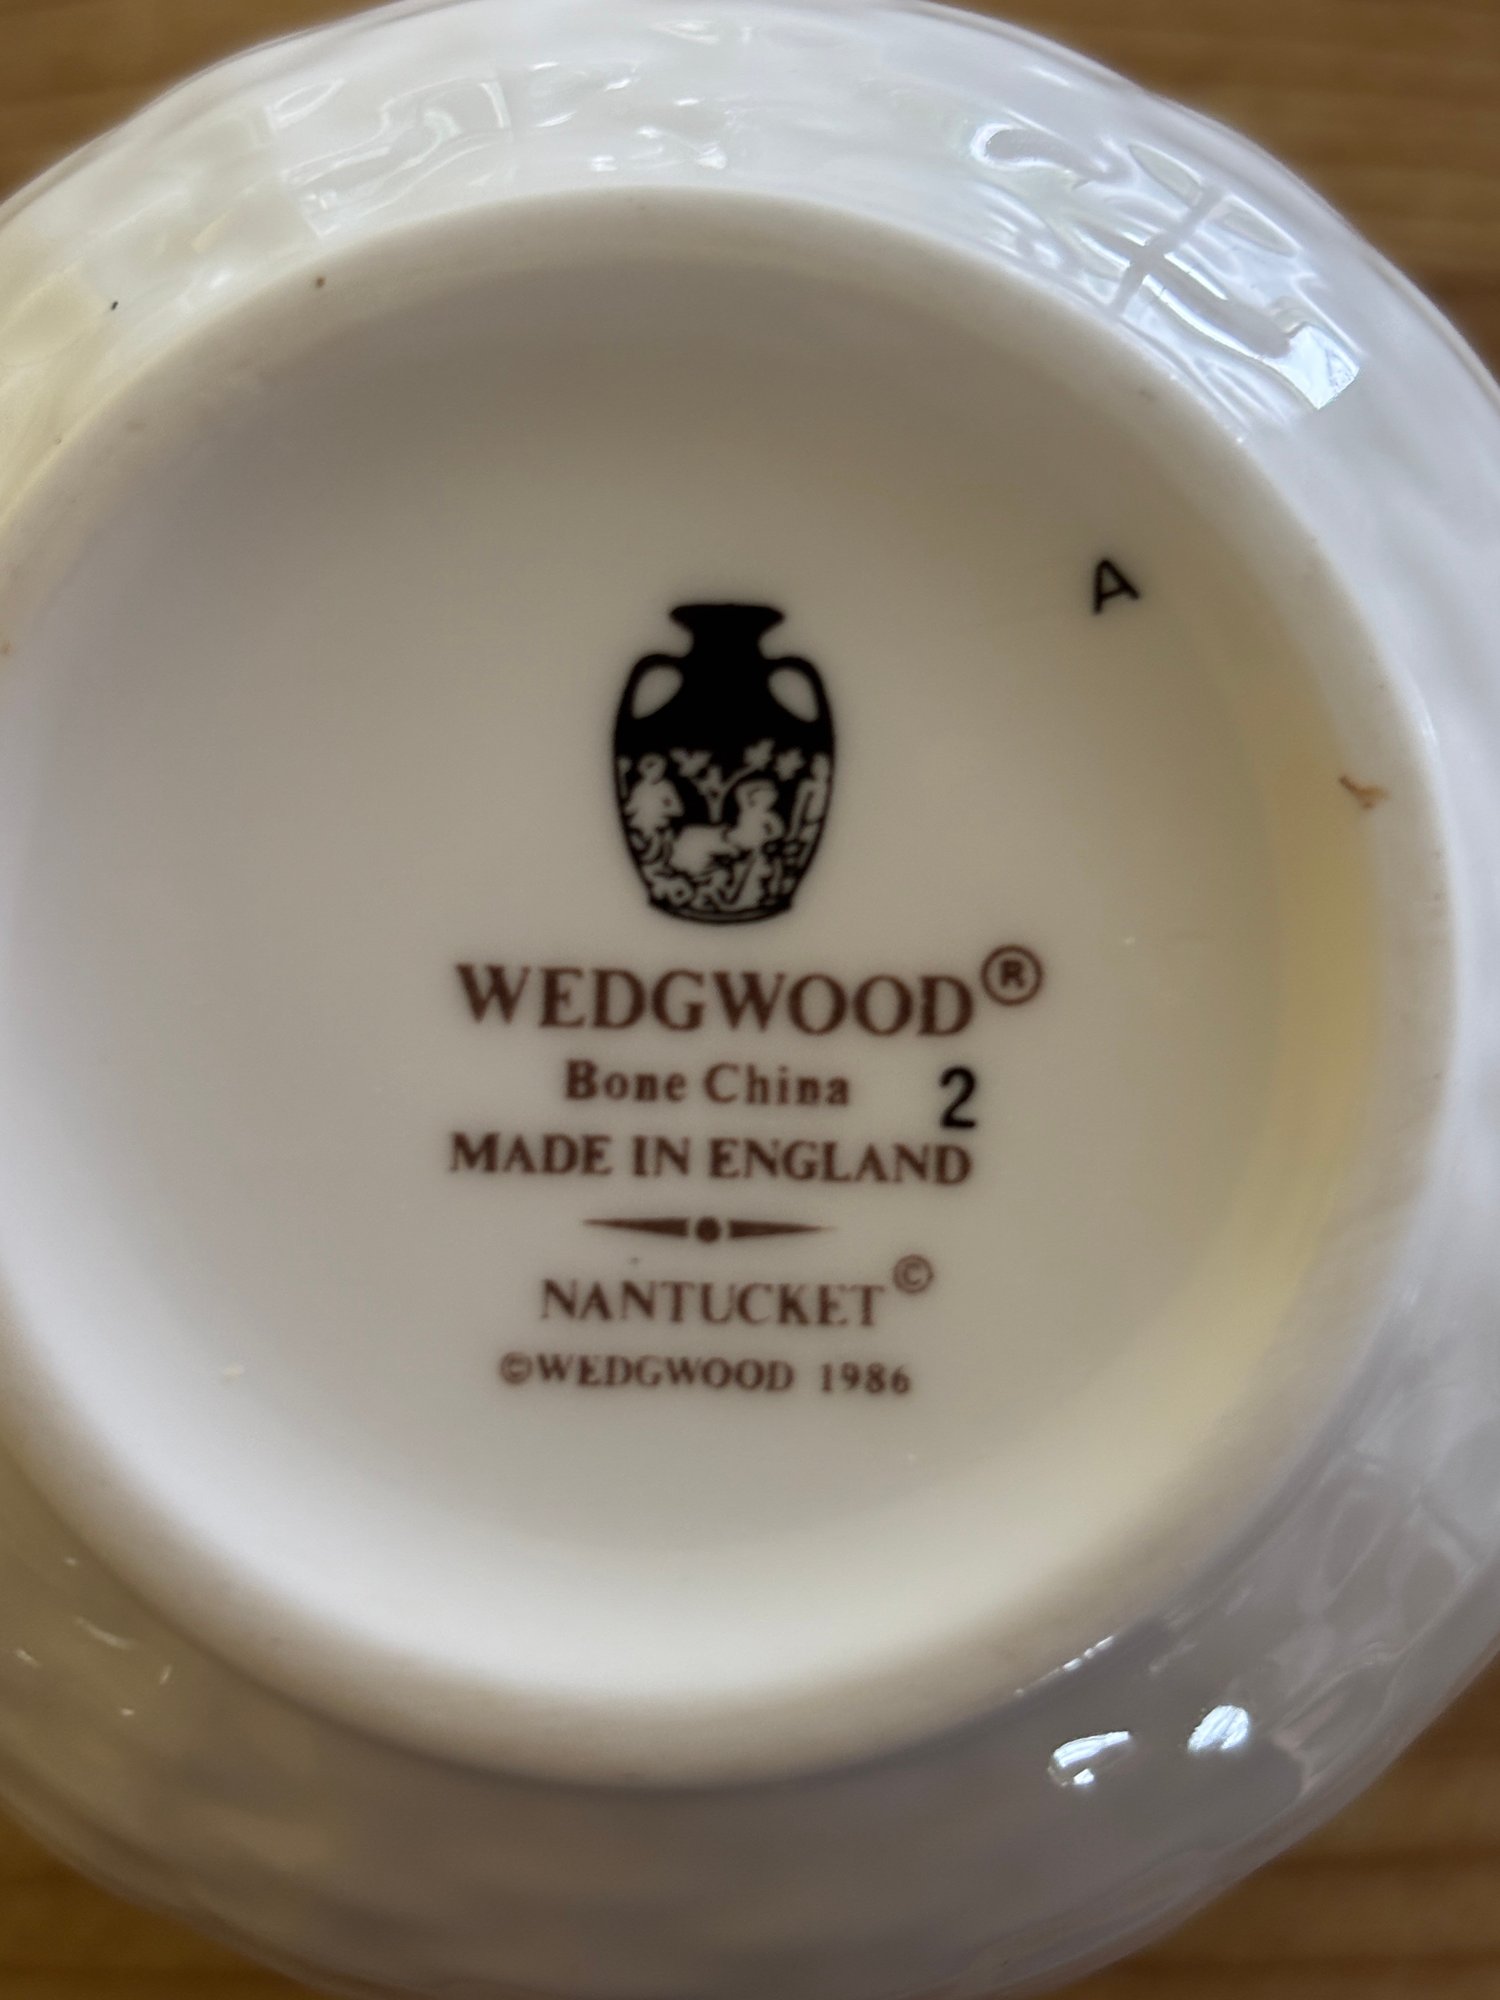 A
WEDGWOOD®
Bone China 2
MADE IN ENGLAND
NANTUCKET©
©WEDGWOOD 1986